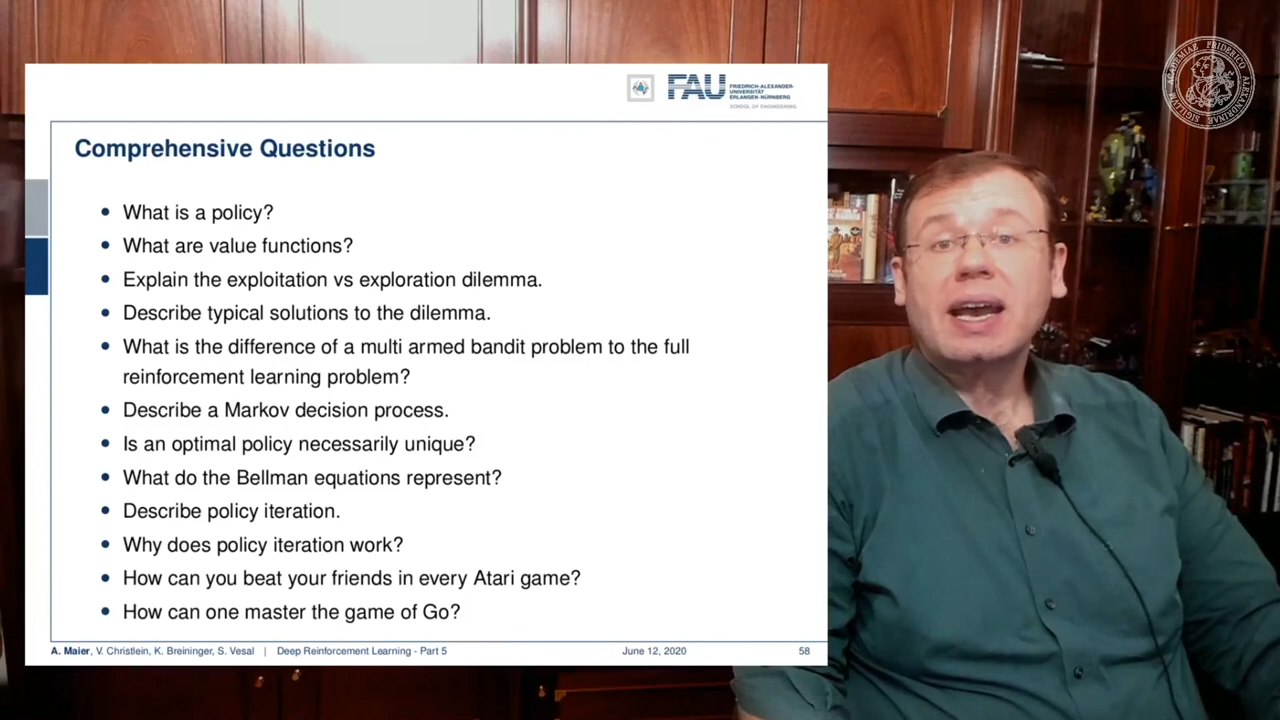 FAU
FRIEDRICH-ALEXANDER-
UNIVERSITÄT
ERLANGEN-NÜRNBERG
SCHOOL OF ENGINEERING
Comprehensive Questions
• What is a policy?
• What are value functions?
• Explain the exploitation vs exploration dilemma.
• Describe typical solutions to the dilemma.
• What is the difference of a multi armed bandit problem to the full
reinforcement learning problem?
• Describe a Markov decision process.
• Is an optimal policy necessarily unique?
• What do the Bellman equations represent?
• Describe policy iteration.
• Why does policy iteration work?
• How can you beat your friends in every Atari game?
• How can one master the game of Go?
A. Maier, V. Christlein, K. Breininger, S. Vesal | Deep Reinforcement Learning - Part 5 June 12, 2020 58